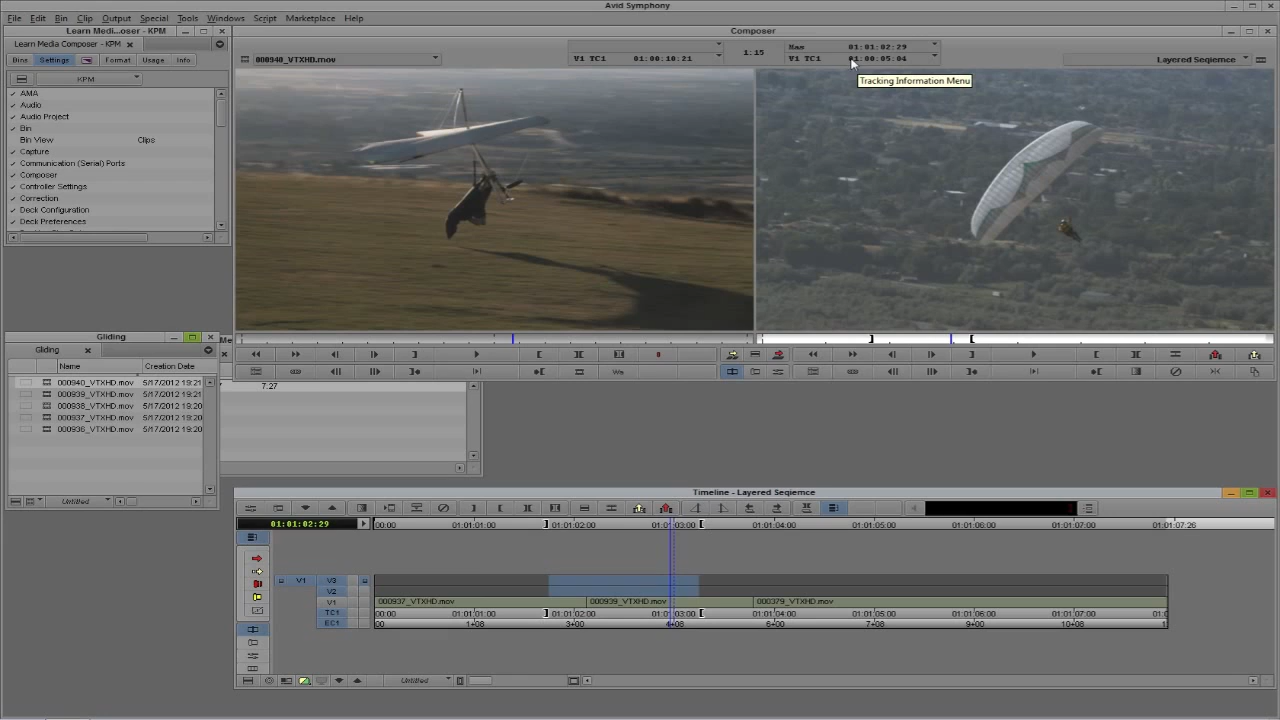 Avid Symphony
File Edit Bin Clip Output Special Tools Windows Script Marketplace Help
Learn Medi...oser - KPM
Composer
Learn Media Composer - KPM
Bins Settings Format Usage Info
KPM
AMA
Audio
Audio Project
Bin
Bin View Clips
Capture
Communication (Serial) Ports
Composer
Controller Settings
Correction
Deck Configuration
Deck Preferences
000940_VTXHD.mov
V1 TC1 01:00:10:21
1:15
Mas 01:01:02:29
V1 TC1 01:00:05:04
Layered Seqiemce
Tracking Information Menu
Gliding
Gliding
Name Creation Date
000940_VTXHD.mov 5/17/2012 19:21
000939_VTXHD.mov 5/17/2012 19:21
000938_VTXHD.mov 5/17/2012 19:20
000937_VTXHD.mov 5/17/2012 19:20
000936_VTXHD.mov 5/17/2012 19:20
Untitled
Me
7:27
Timeline - Layered Seqiemce
01:01:02:29
00:00 01:01:01:00 01:01:02:00 01:01:03:00 01:01:04:00 01:01:05:00 01:01:06:00 01:01:07:00 01:01:07:26
V1 V3
V2
V1 000937_VTXHD.mov 000939_VTXHD.mov 000379_VTXHD.mov
TC1 00:00 01:01:01:00 01:01:02:00 01:01:03:00 01:01:04:00 01:01:05:00 01:01:06:00 01:01:07:00
EC1 00 1+08 3+00 4+08 6+00 7+08 9+00 10+08
Untitled